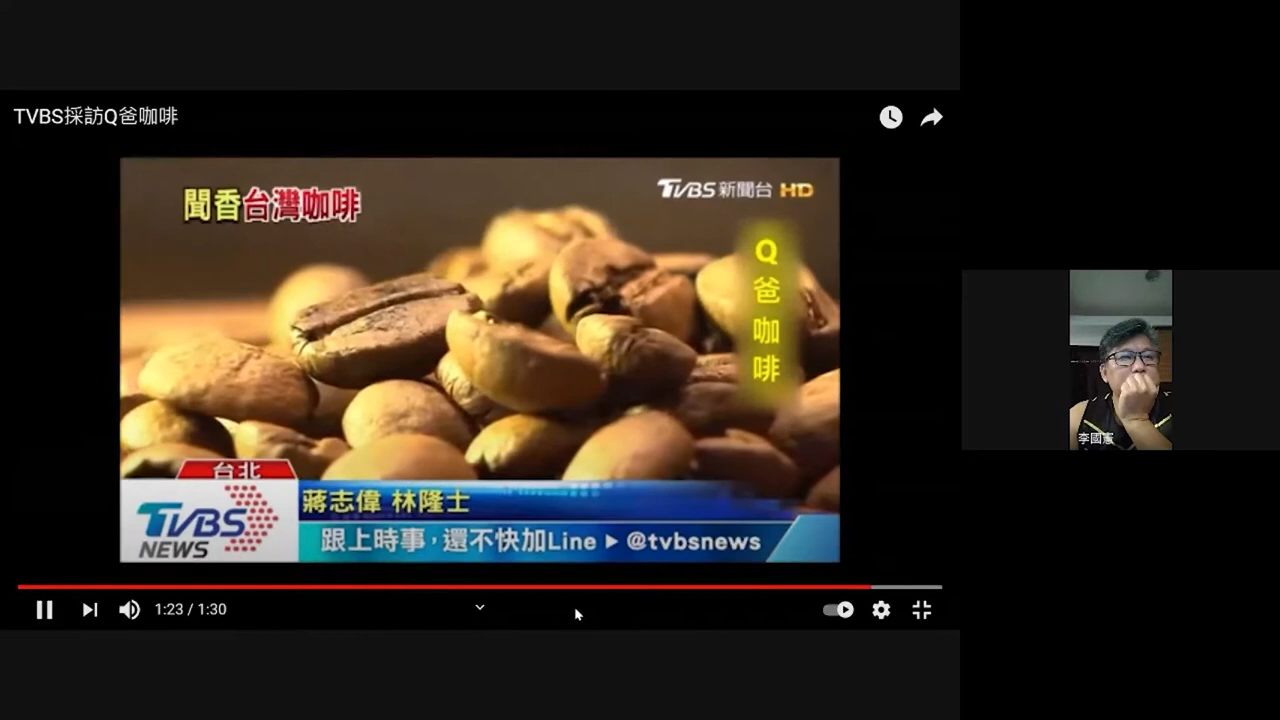 TVBS採訪Q爸咖啡
聞香台灣咖啡
TVBS新聞台 HD
Q爸咖啡
台北
TVBS NEWS
蔣志偉 林隆士
跟上時事，還不快加Line ▶ @tvbsnews
1:23 / 1:30
李國憲